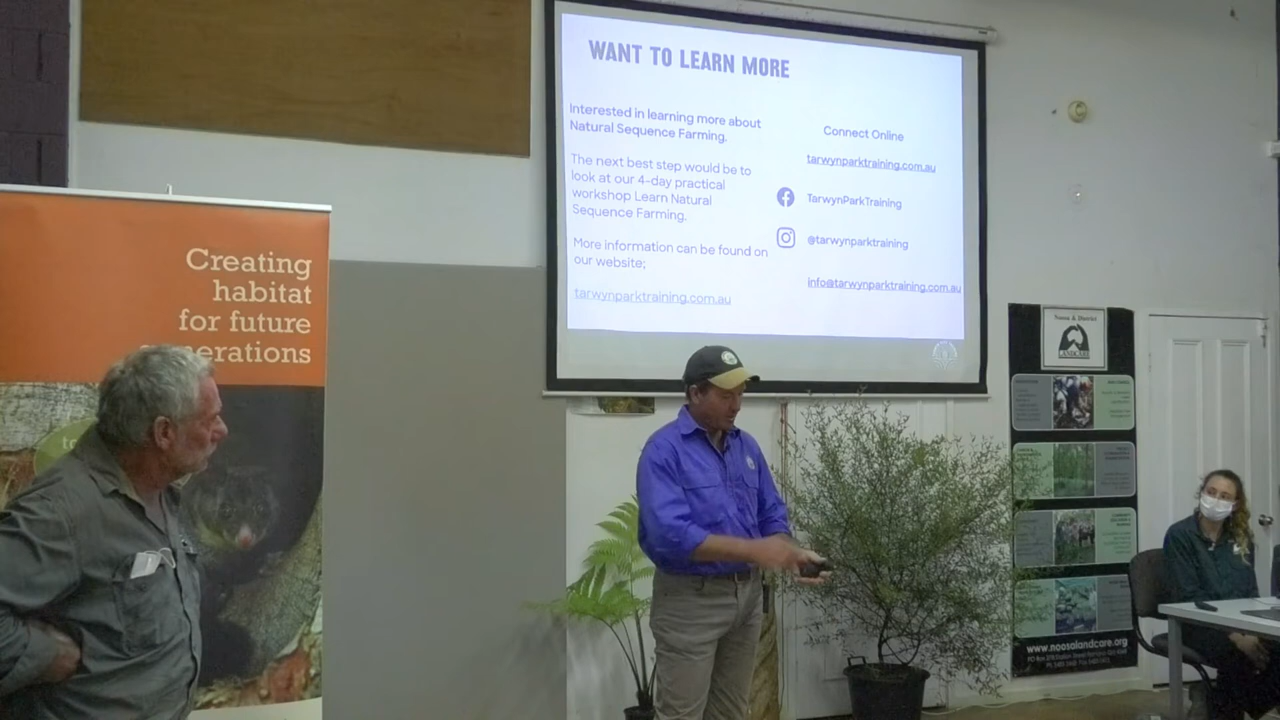 WANT TO LEARN MORE
Interested in learning more about
Natural Sequence Farming.
The next best step would be to
look at our 4-day practical
workshop Learn Natural
Sequence Farming.
More information can be found on
our website;
tarwynparktraining.com.au
Connect Online
tarwynparktraining.com.au
TarwynParkTraining
@tarwynparktraining
info@tarwynparktraining.com.au
Creating
habitat
for future
generations
Noosa & District
LANDCARE
www.noosalandcare.org